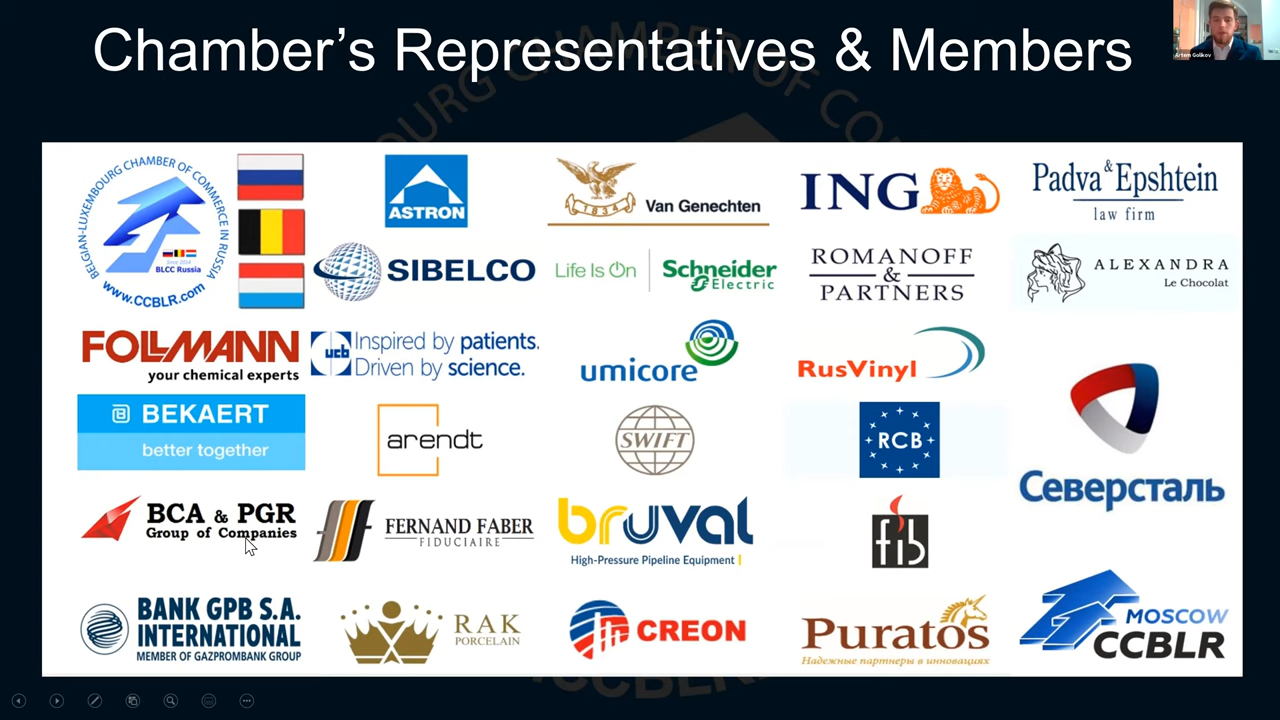 Chamber's Representatives & Members
Artem Golikov
BELGIAN-LUXEMBOURG CHAMBER OF COMMERCE IN RUSSIA
Since 2014
BLCC Russia
www.CCBLR.com
ASTRON
1834
Van Genechten
ING
Padva & Epshtein
law firm
SIBELCO
Life Is On
Schneider
Electric
ROMANOFF
&
PARTNERS
ALEXANDRA
Le Chocolat
FOLLMANN
your chemical experts
ucb
Inspired by patients.
Driven by science.
umicore
RusVinyl
BEKAERT
better together
arendt
SWIFT
RCB
Северсталь
BCA & PGR
Group of Companies
FERNAND FABER
FIDUCIAIRE
bruval
High-Pressure Pipeline Equipment
fib
BANK GPB S.A.
INTERNATIONAL
MEMBER OF GAZPROMBANK GROUP
RAK
PORCELAIN
CREON
Puratos
Надежные партнеры в инновациях
MOSCOW
CCBLR